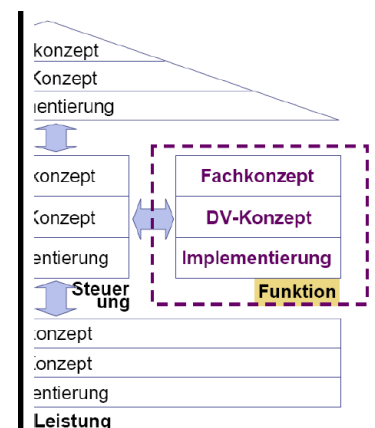 konzept
Konzept
entierung
konzept
Konzept
entierung
Steuer
ung
Fachkonzept
DV-Konzept
Implementierung
Funktion
onzept
Konzept
entierung
Leistung